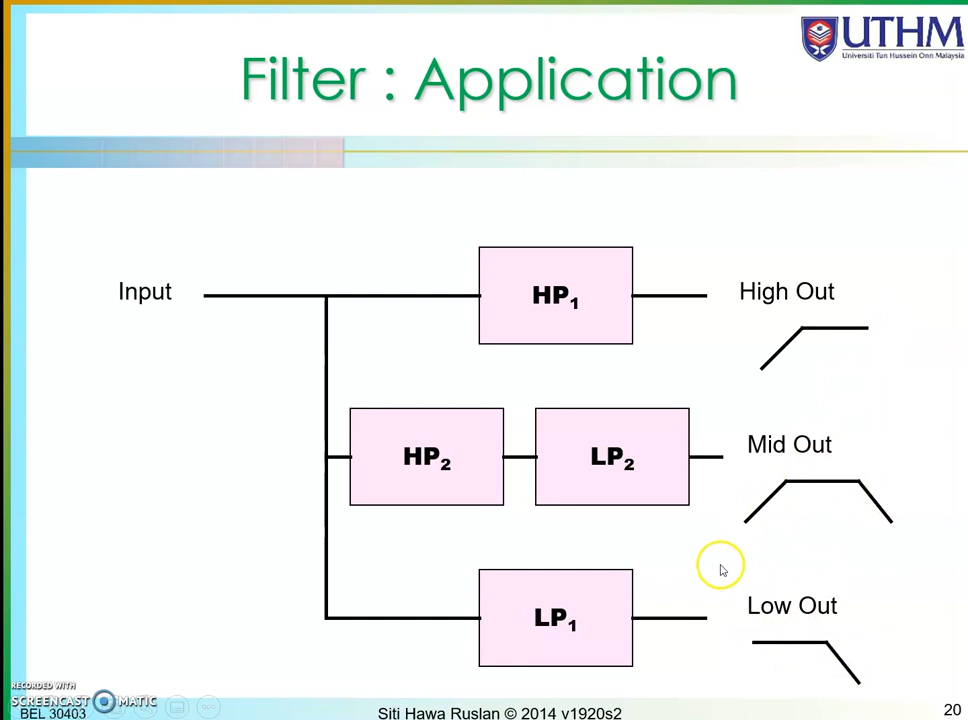 UTHM
Universiti Tun Hussein Onn Malaysia
Filter : Application
Input
HP1
High Out
HP2
LP2
Mid Out
LP1
Low Out
RECORDED WITH
SCREENCAST MATIC
BEL 30403
Siti Hawa Ruslan © 2014 v1920s2
20